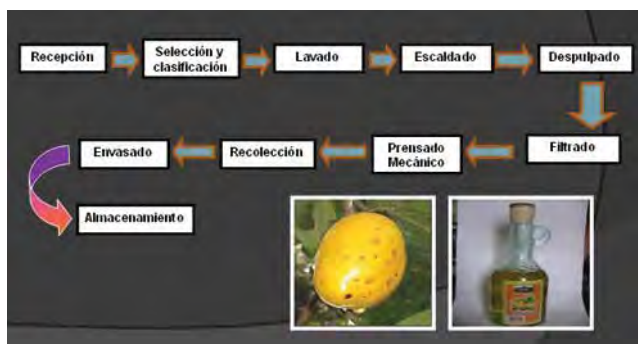 Recepción
Selección y
clasificación
Lavado
Escaldado
Despulpado
Filtrado
Prensado
Mecánico
Recolección
Envasado
Almacenamiento